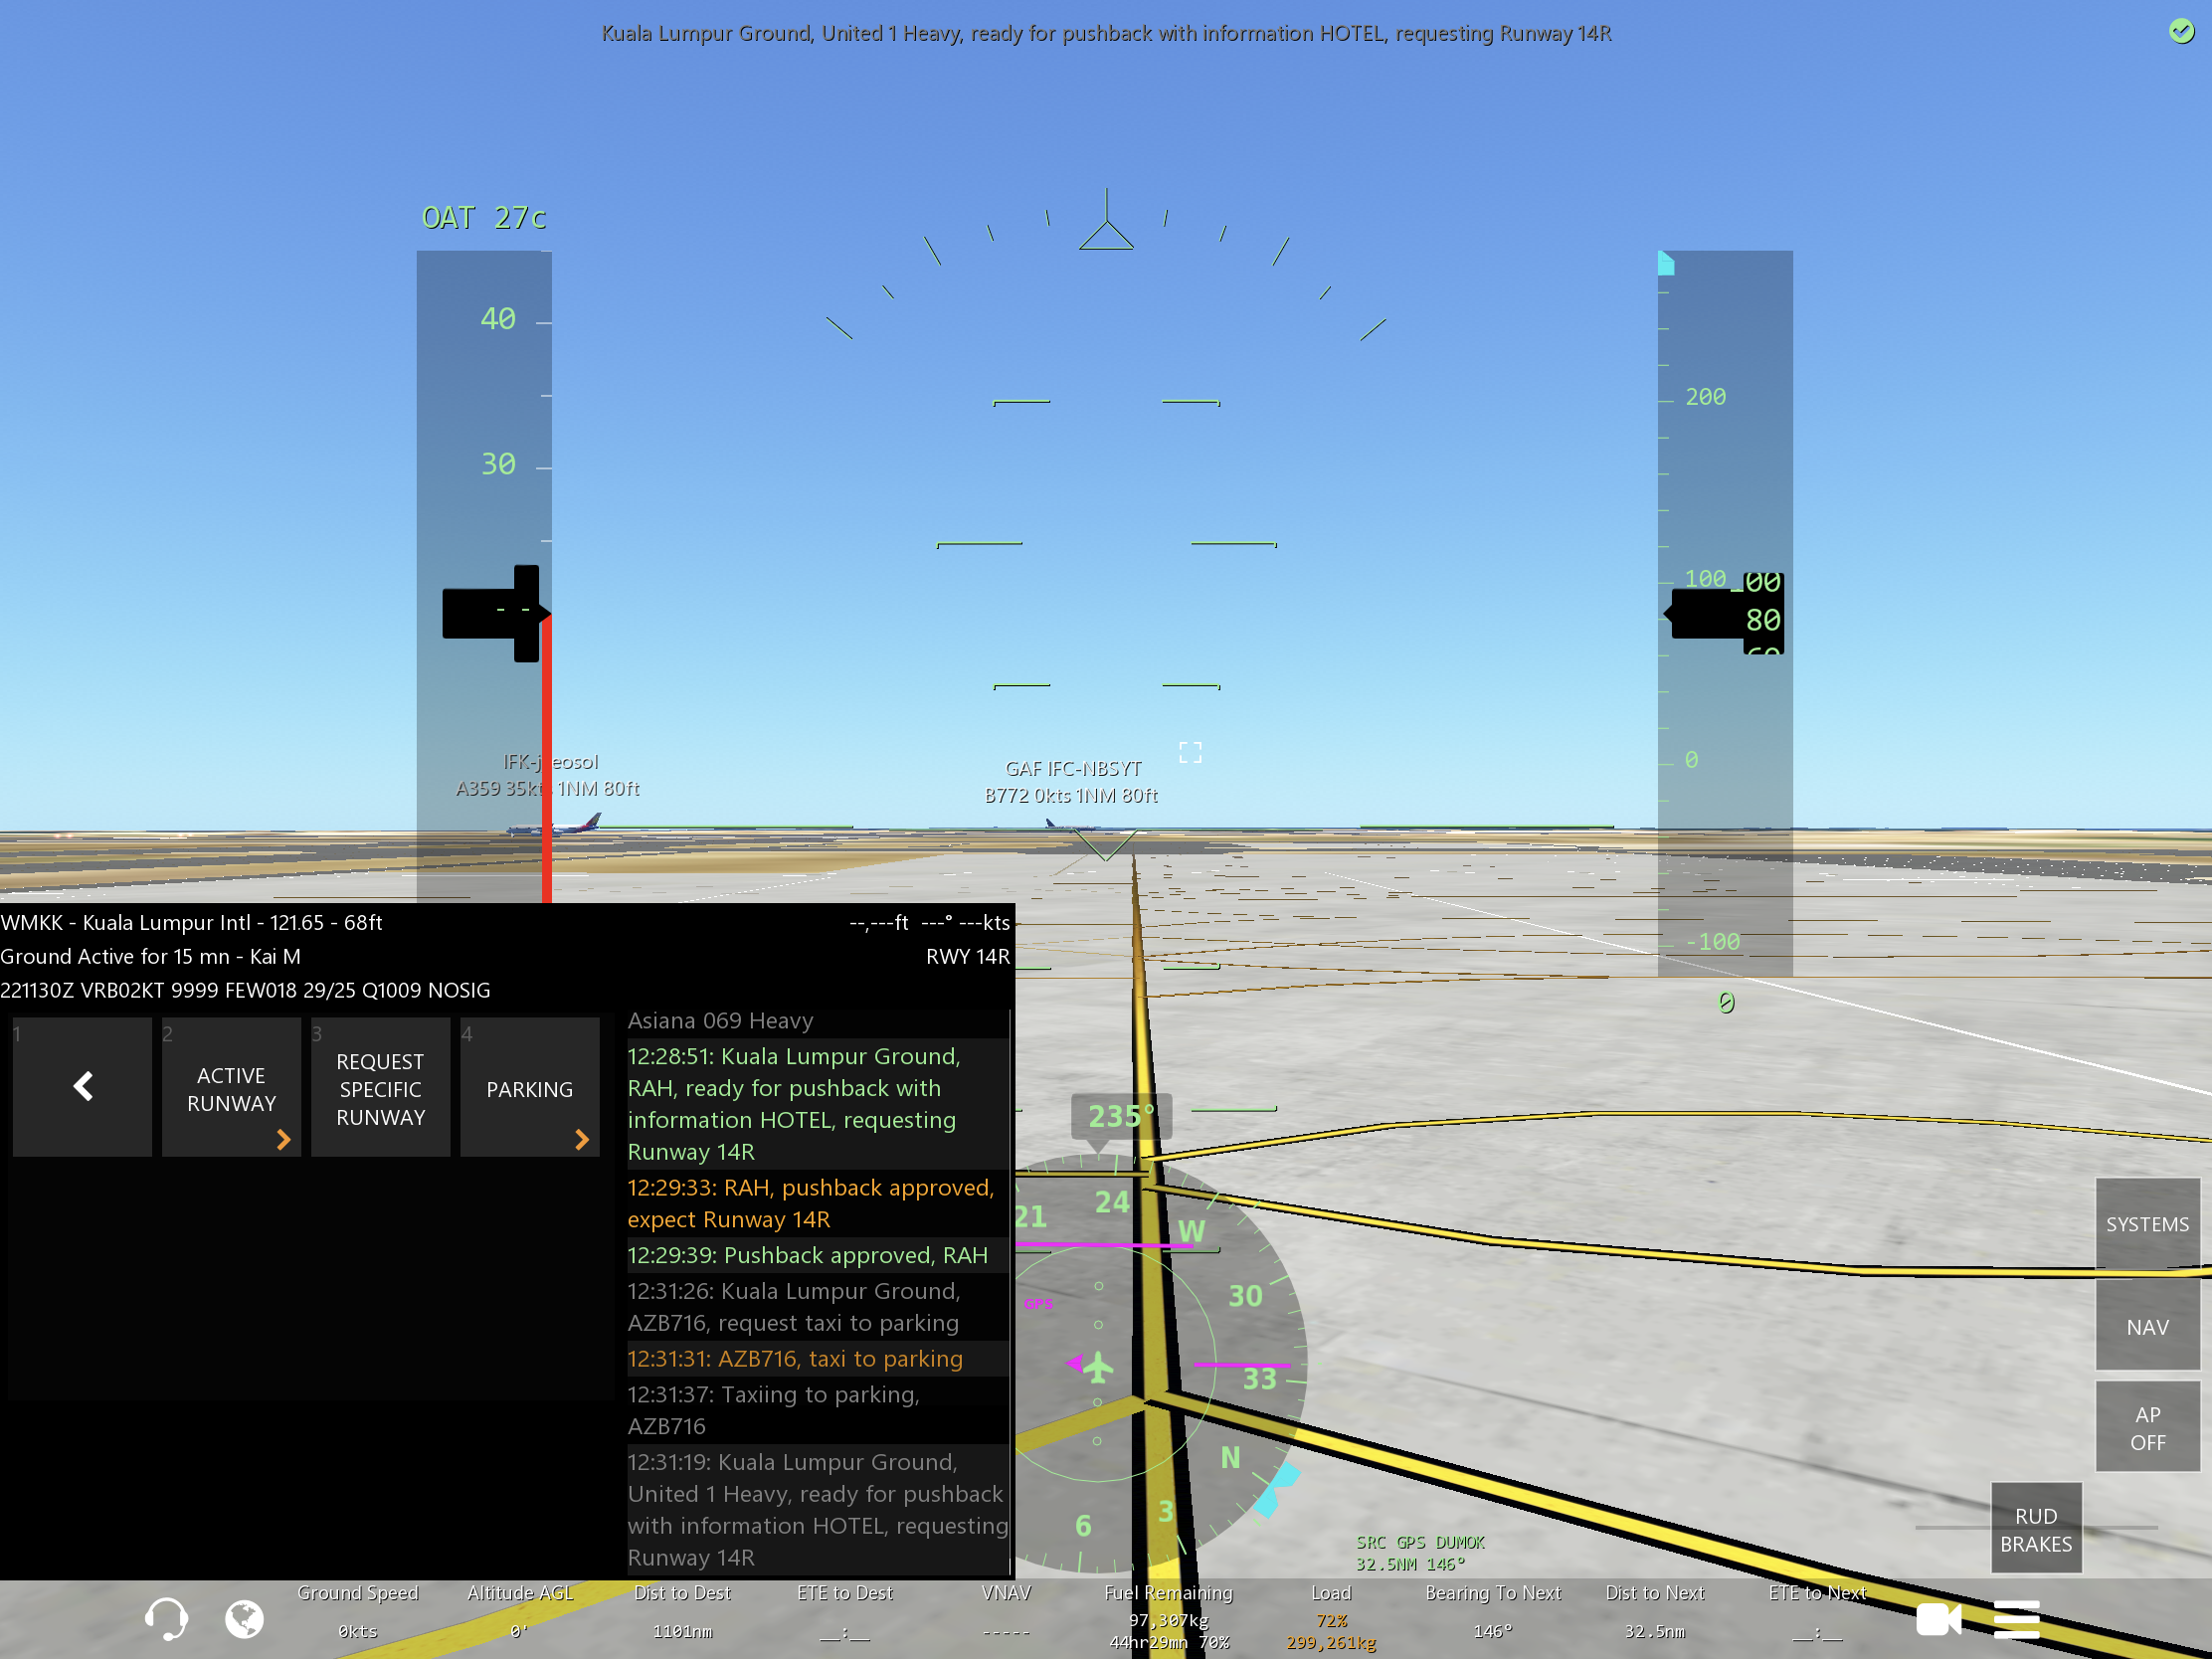 Kuala Lumpur Ground, United 1 Heavy, ready for pushback with information HOTEL, requesting Runway 14R
OAT 27c
40
30
- -
200
100
00
80
60
0
-100
0
A359 35kts 1NM 80ft
GAF IFC-NBSYT
B772 0kts 1NM 80ft
WMKK - Kuala Lumpur Intl - 121.65 - 68ft
--,---ft ---° ---kts
Ground Active for 15 mn - Kai M
RWY 14R
221130Z VRB02KT 9999 FEW018 29/25 Q1009 NOSIG
1
2
ACTIVE
RUNWAY
3
REQUEST
SPECIFIC
RUNWAY
4
PARKING
Asiana 069 Heavy
12:28:51: Kuala Lumpur Ground,
RAH, ready for pushback with
information HOTEL, requesting
Runway 14R
12:29:33: RAH, pushback approved,
expect Runway 14R
12:29:39: Pushback approved, RAH
12:31:26: Kuala Lumpur Ground,
AZB716, request taxi to parking
12:31:31: AZB716, taxi to parking
12:31:37: Taxiing to parking,
AZB716
12:31:19: Kuala Lumpur Ground,
United 1 Heavy, ready for pushback
with information HOTEL, requesting
Runway 14R
235°
21
24
W
30
33
N
3
6
GPS
SRC GPS DUMOK
32.5NM 146°
SYSTEMS
NAV
AP
OFF
RUD
BRAKES
Ground Speed
0kts
Altitude AGL
0'
Dist to Dest
1101nm
ETE to Dest
__:__
VNAV
-----
Fuel Remaining
97,307kg
44hr29mn 70%
Load
72%
299,261kg
Bearing To Next
146°
Dist to Next
32.5nm
ETE to Next
__:__